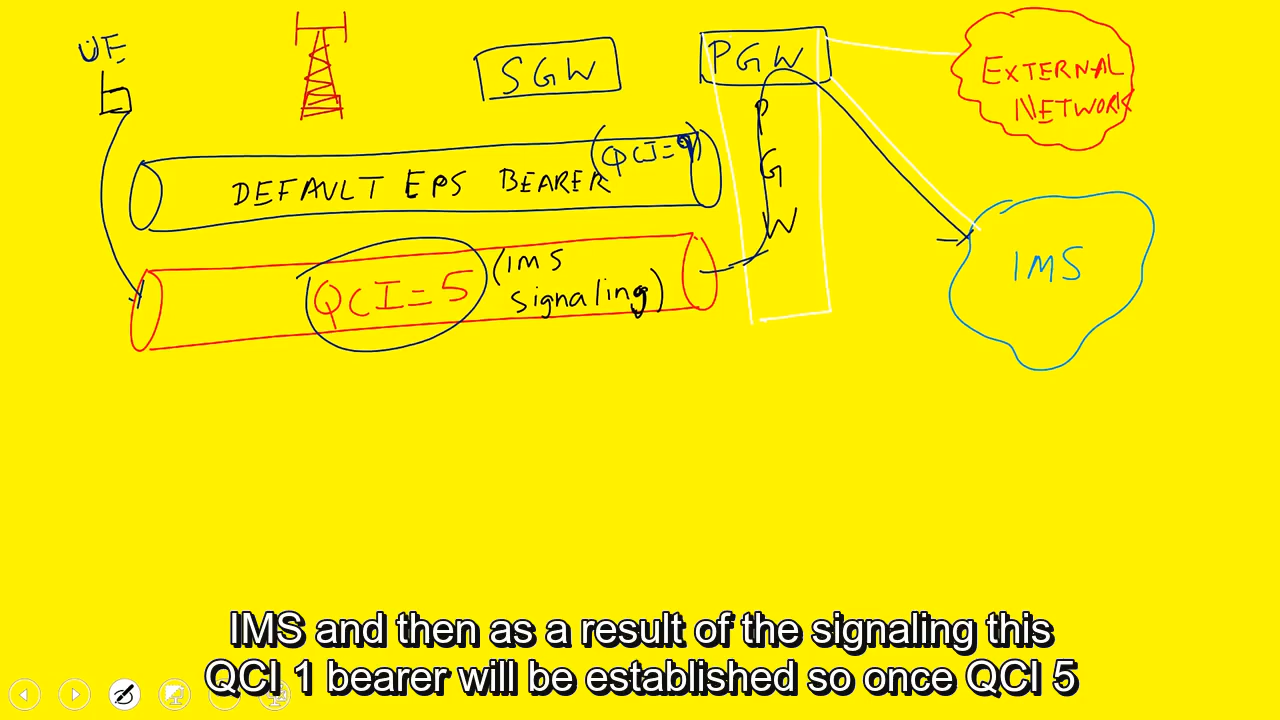 UE
SGW
PGW
EXTERNAL
NETWORK
DEFAULT EPS BEARER (QCI=9)
PGW
QCI=5 (IMS
signaling)
IMS
IMS and then as a result of the signaling this
QCI 1 bearer will be established so once QCI 5